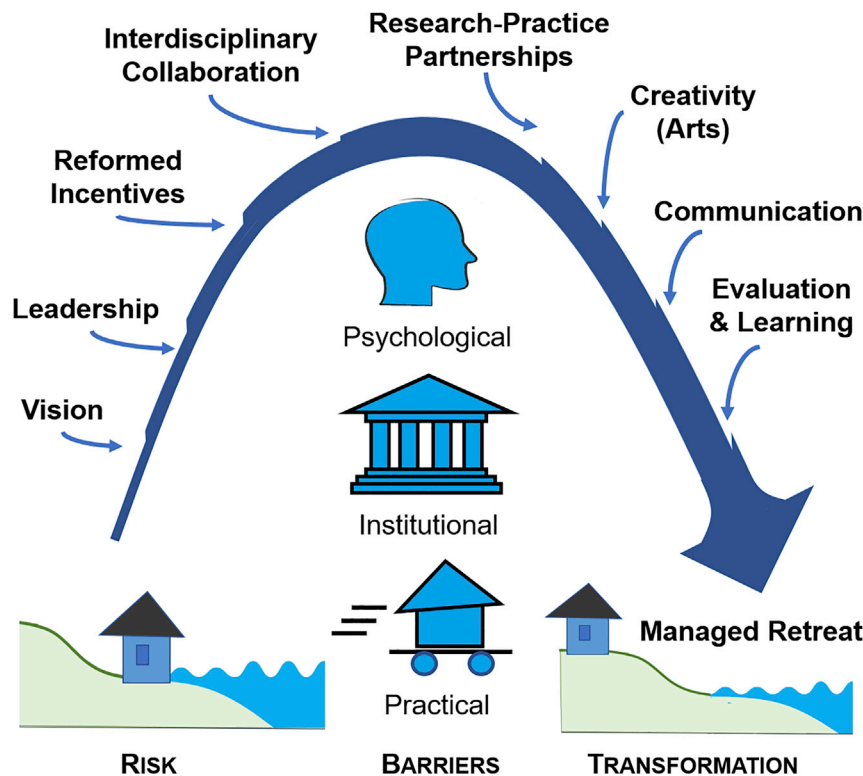 Interdisciplinary
Collaboration
Research-Practice
Partnerships
Creativity
(Arts)
Reformed
Incentives
Communication
Leadership
Evaluation
& Learning
Vision
Psychological
Institutional
Practical
Managed Retreat
RISK
BARRIERS
TRANSFORMATION